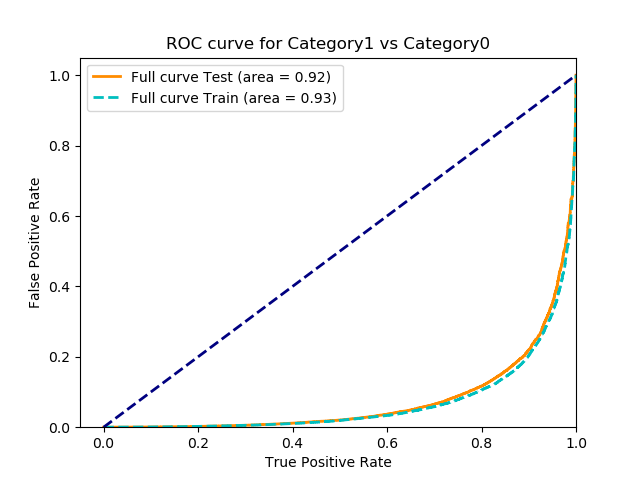 ROC curve for Category1 vs Category0
Full curve Test (area = 0.92)
Full curve Train (area = 0.93)
False Positive Rate
1.0
0.8
0.6
0.4
0.2
0.0
0.0 0.2 0.4 0.6 0.8 1.0
True Positive Rate